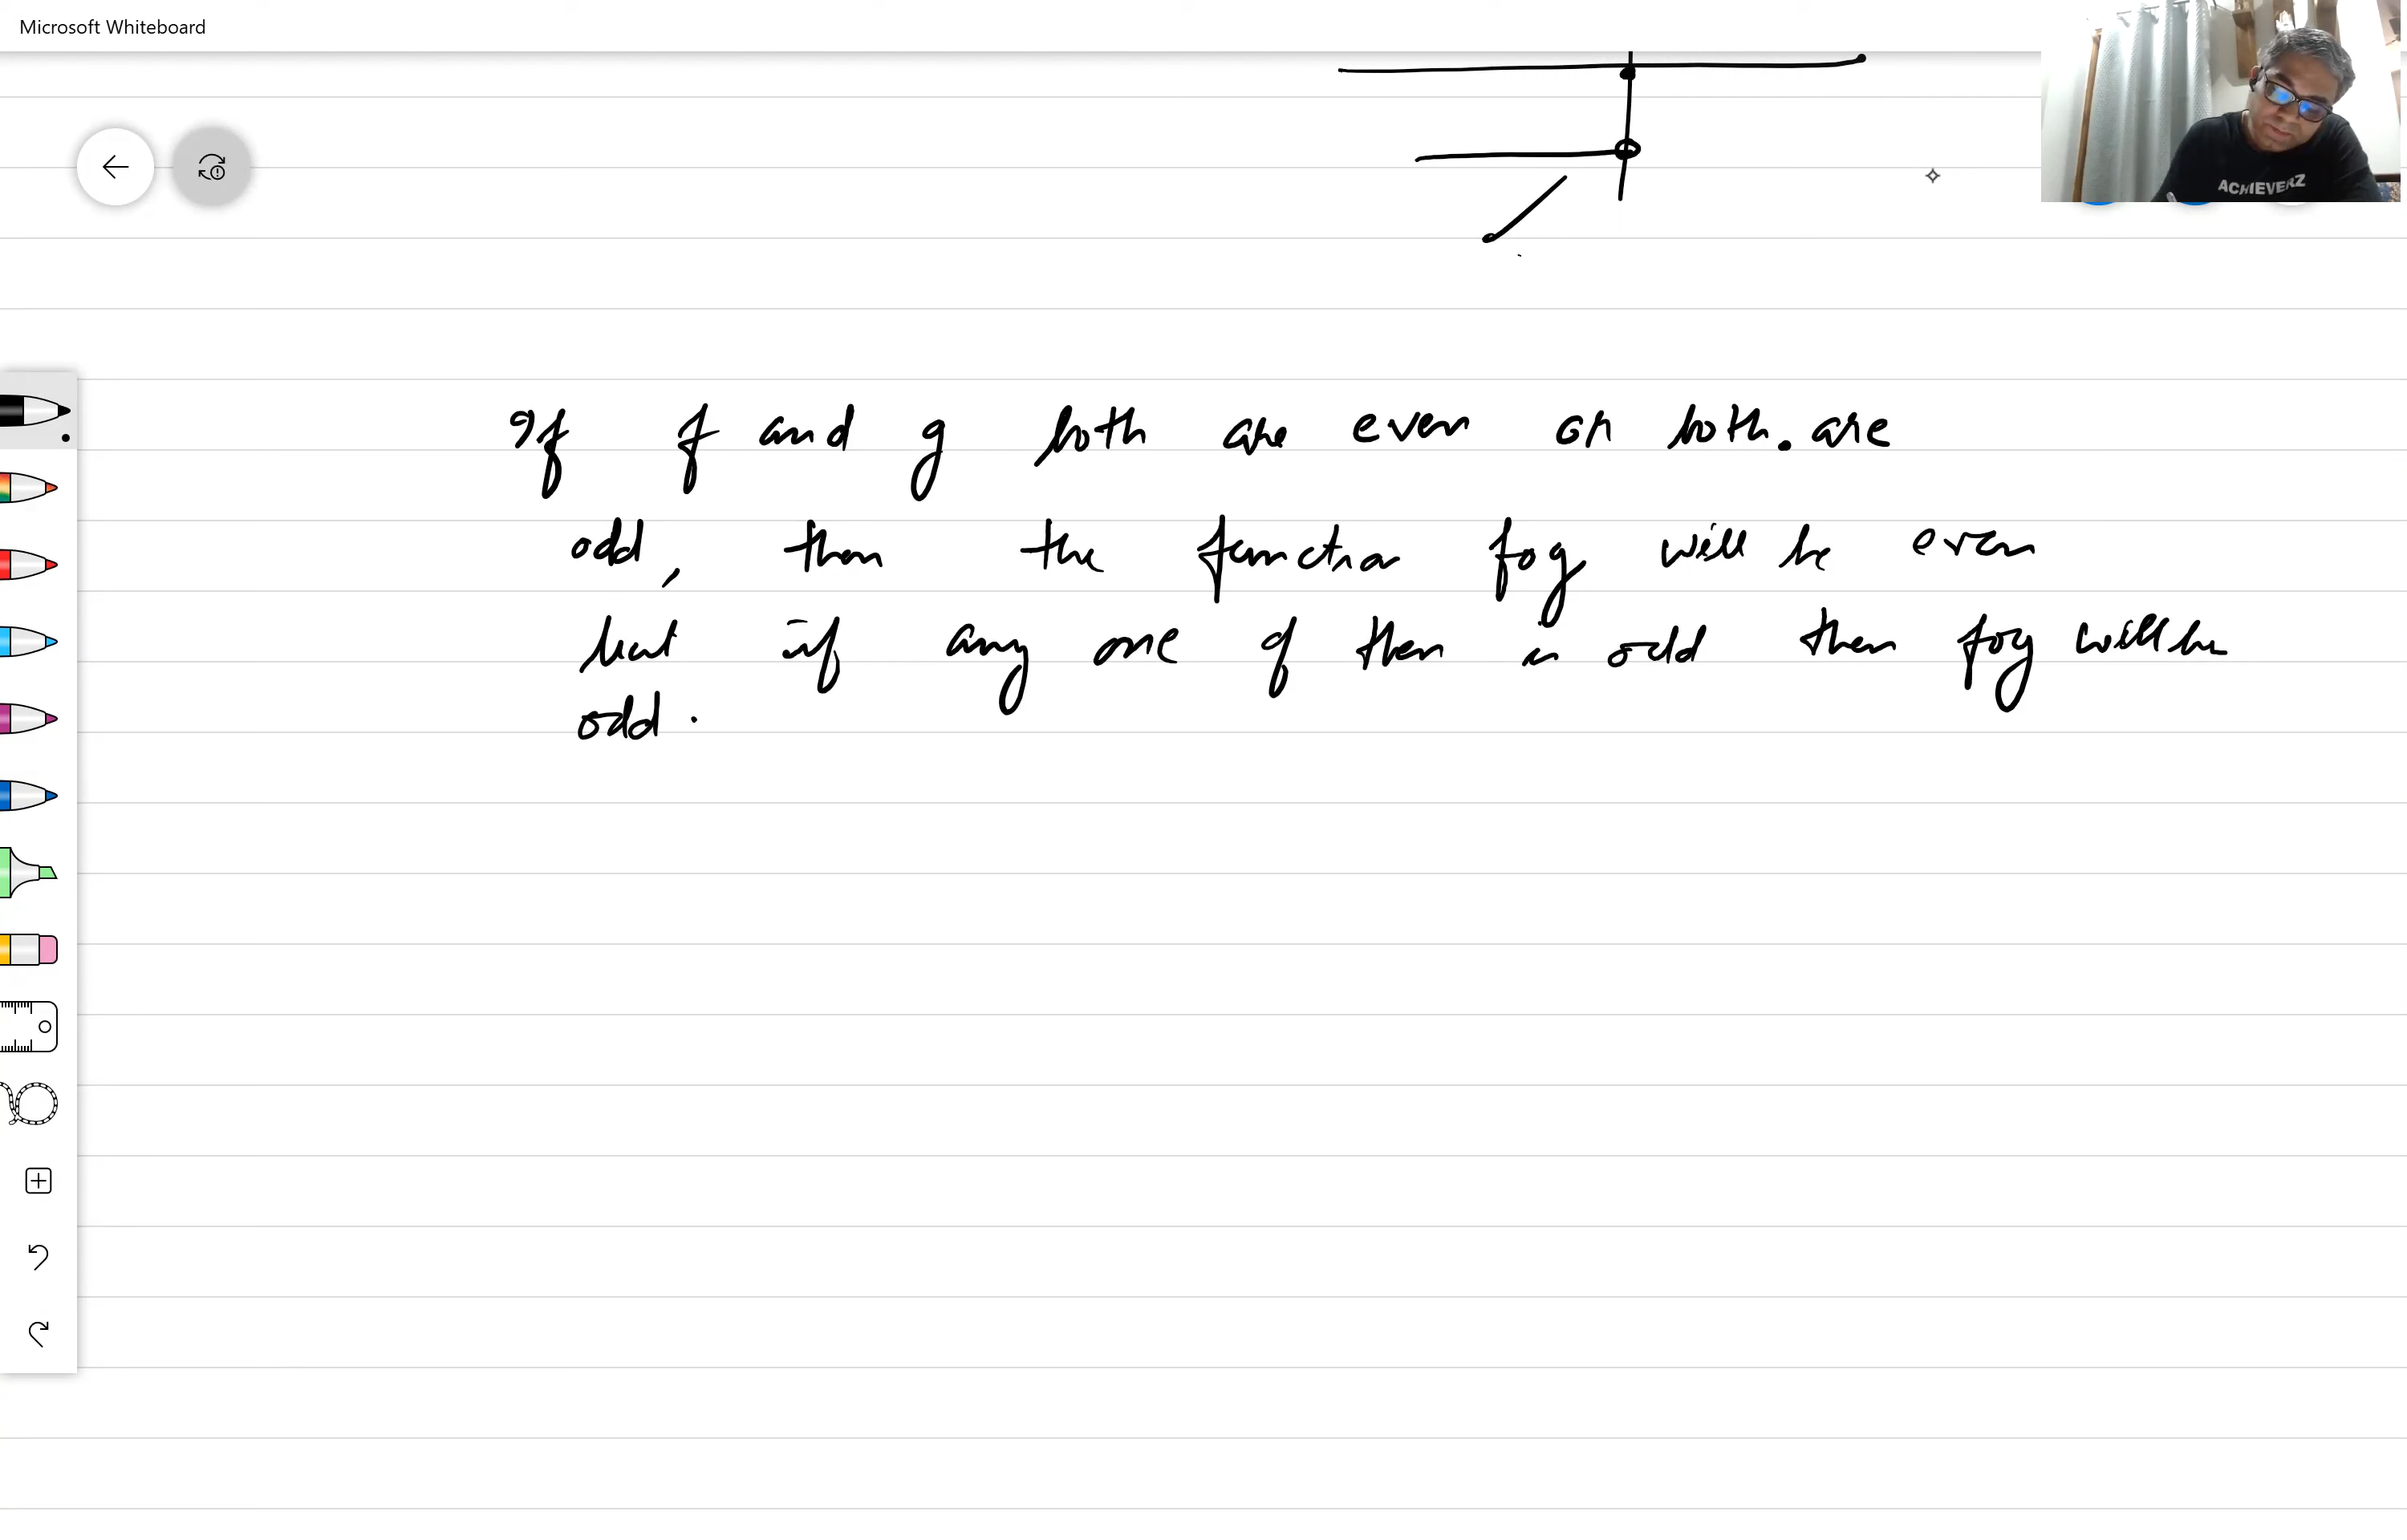 Microsoft Whiteboard
ACHIEVERZ
If f and g both are even or both are
odd, then the function fog will be even
but if any one of them is odd then fog will be
odd.